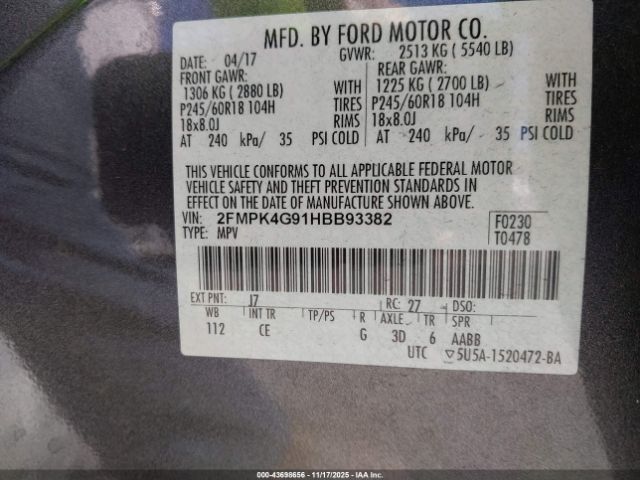 MFD. BY FORD MOTOR CO.
DATE: 04/17 GVWR: 2513 KG ( 5540 LB)
FRONT GAWR: REAR GAWR:
1306 KG ( 2880 LB) WITH 1225 KG ( 2700 LB) WITH
P245/60R18 104H TIRES P245/60R18 104H TIRES
18x8.0J RIMS 18x8.0J RIMS
AT 240 kPa/ 35 PSI COLD AT 240 kPa/ 35 PSI COLD
THIS VEHICLE CONFORMS TO ALL APPLICABLE FEDERAL MOTOR
VEHICLE SAFETY AND THEFT PREVENTION STANDARDS IN
EFFECT ON THE DATE OF MANUFACTURE SHOWN ABOVE.
VIN: 2FMPK4G91HBB93382 F0230
TYPE: MPV T0478
EXT PNT: J7 RC: 27 DSO:
WB INT TR TP/PS R AXLE TR SPR
112 CE G 3D 6 AABB
UTC ▽5U5A-1520472-BA
000-43698656 - 11/17/2025 - IAAI.COM